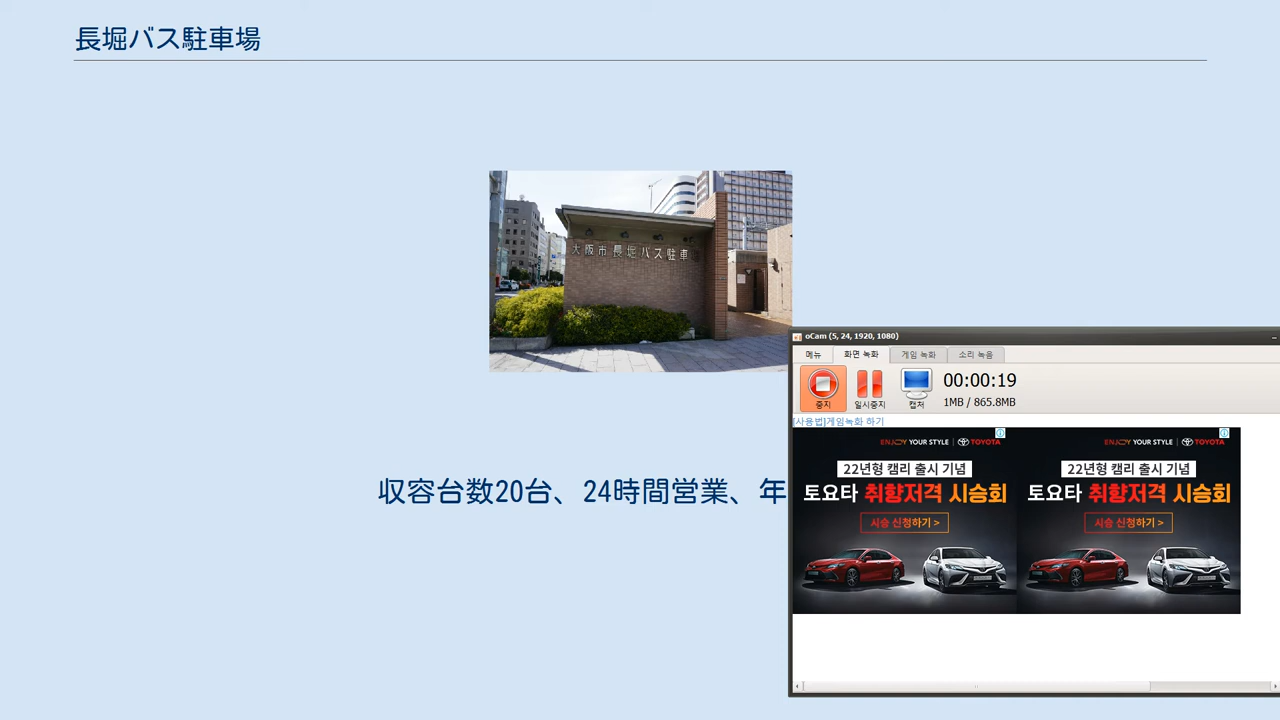 長堀バス駐車場
大阪市長堀バス駐車
oCam (5, 24, 1920, 1080)
메뉴 화면 녹화 게임 녹화 소리 녹음
중지 일시중지 캡처 00:00:19
1MB / 865.8MB
[사용법]게임녹화 하기
ENJOY YOUR STYLE TOYOTA ENJOY YOUR STYLE TOYOTA
22년형 캠리 출시 기념 22년형 캠리 출시 기념
토요타 취향저격 시승회 토요타 취향저격 시승회
시승 신청하기 > 시승 신청하기 >
収容台数20台、24時間営業、年